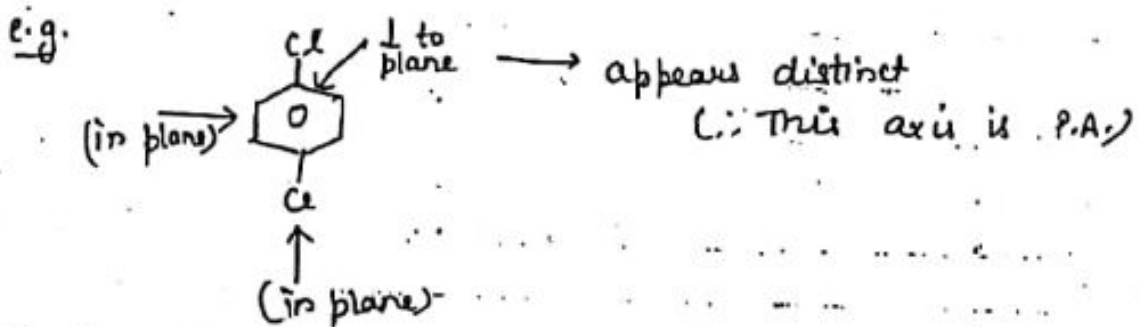 e.g.
Cl
⊥ to
plane → appears distinct
(∴ This axis is P.A.)
(in plane)
Cl
(in plane)